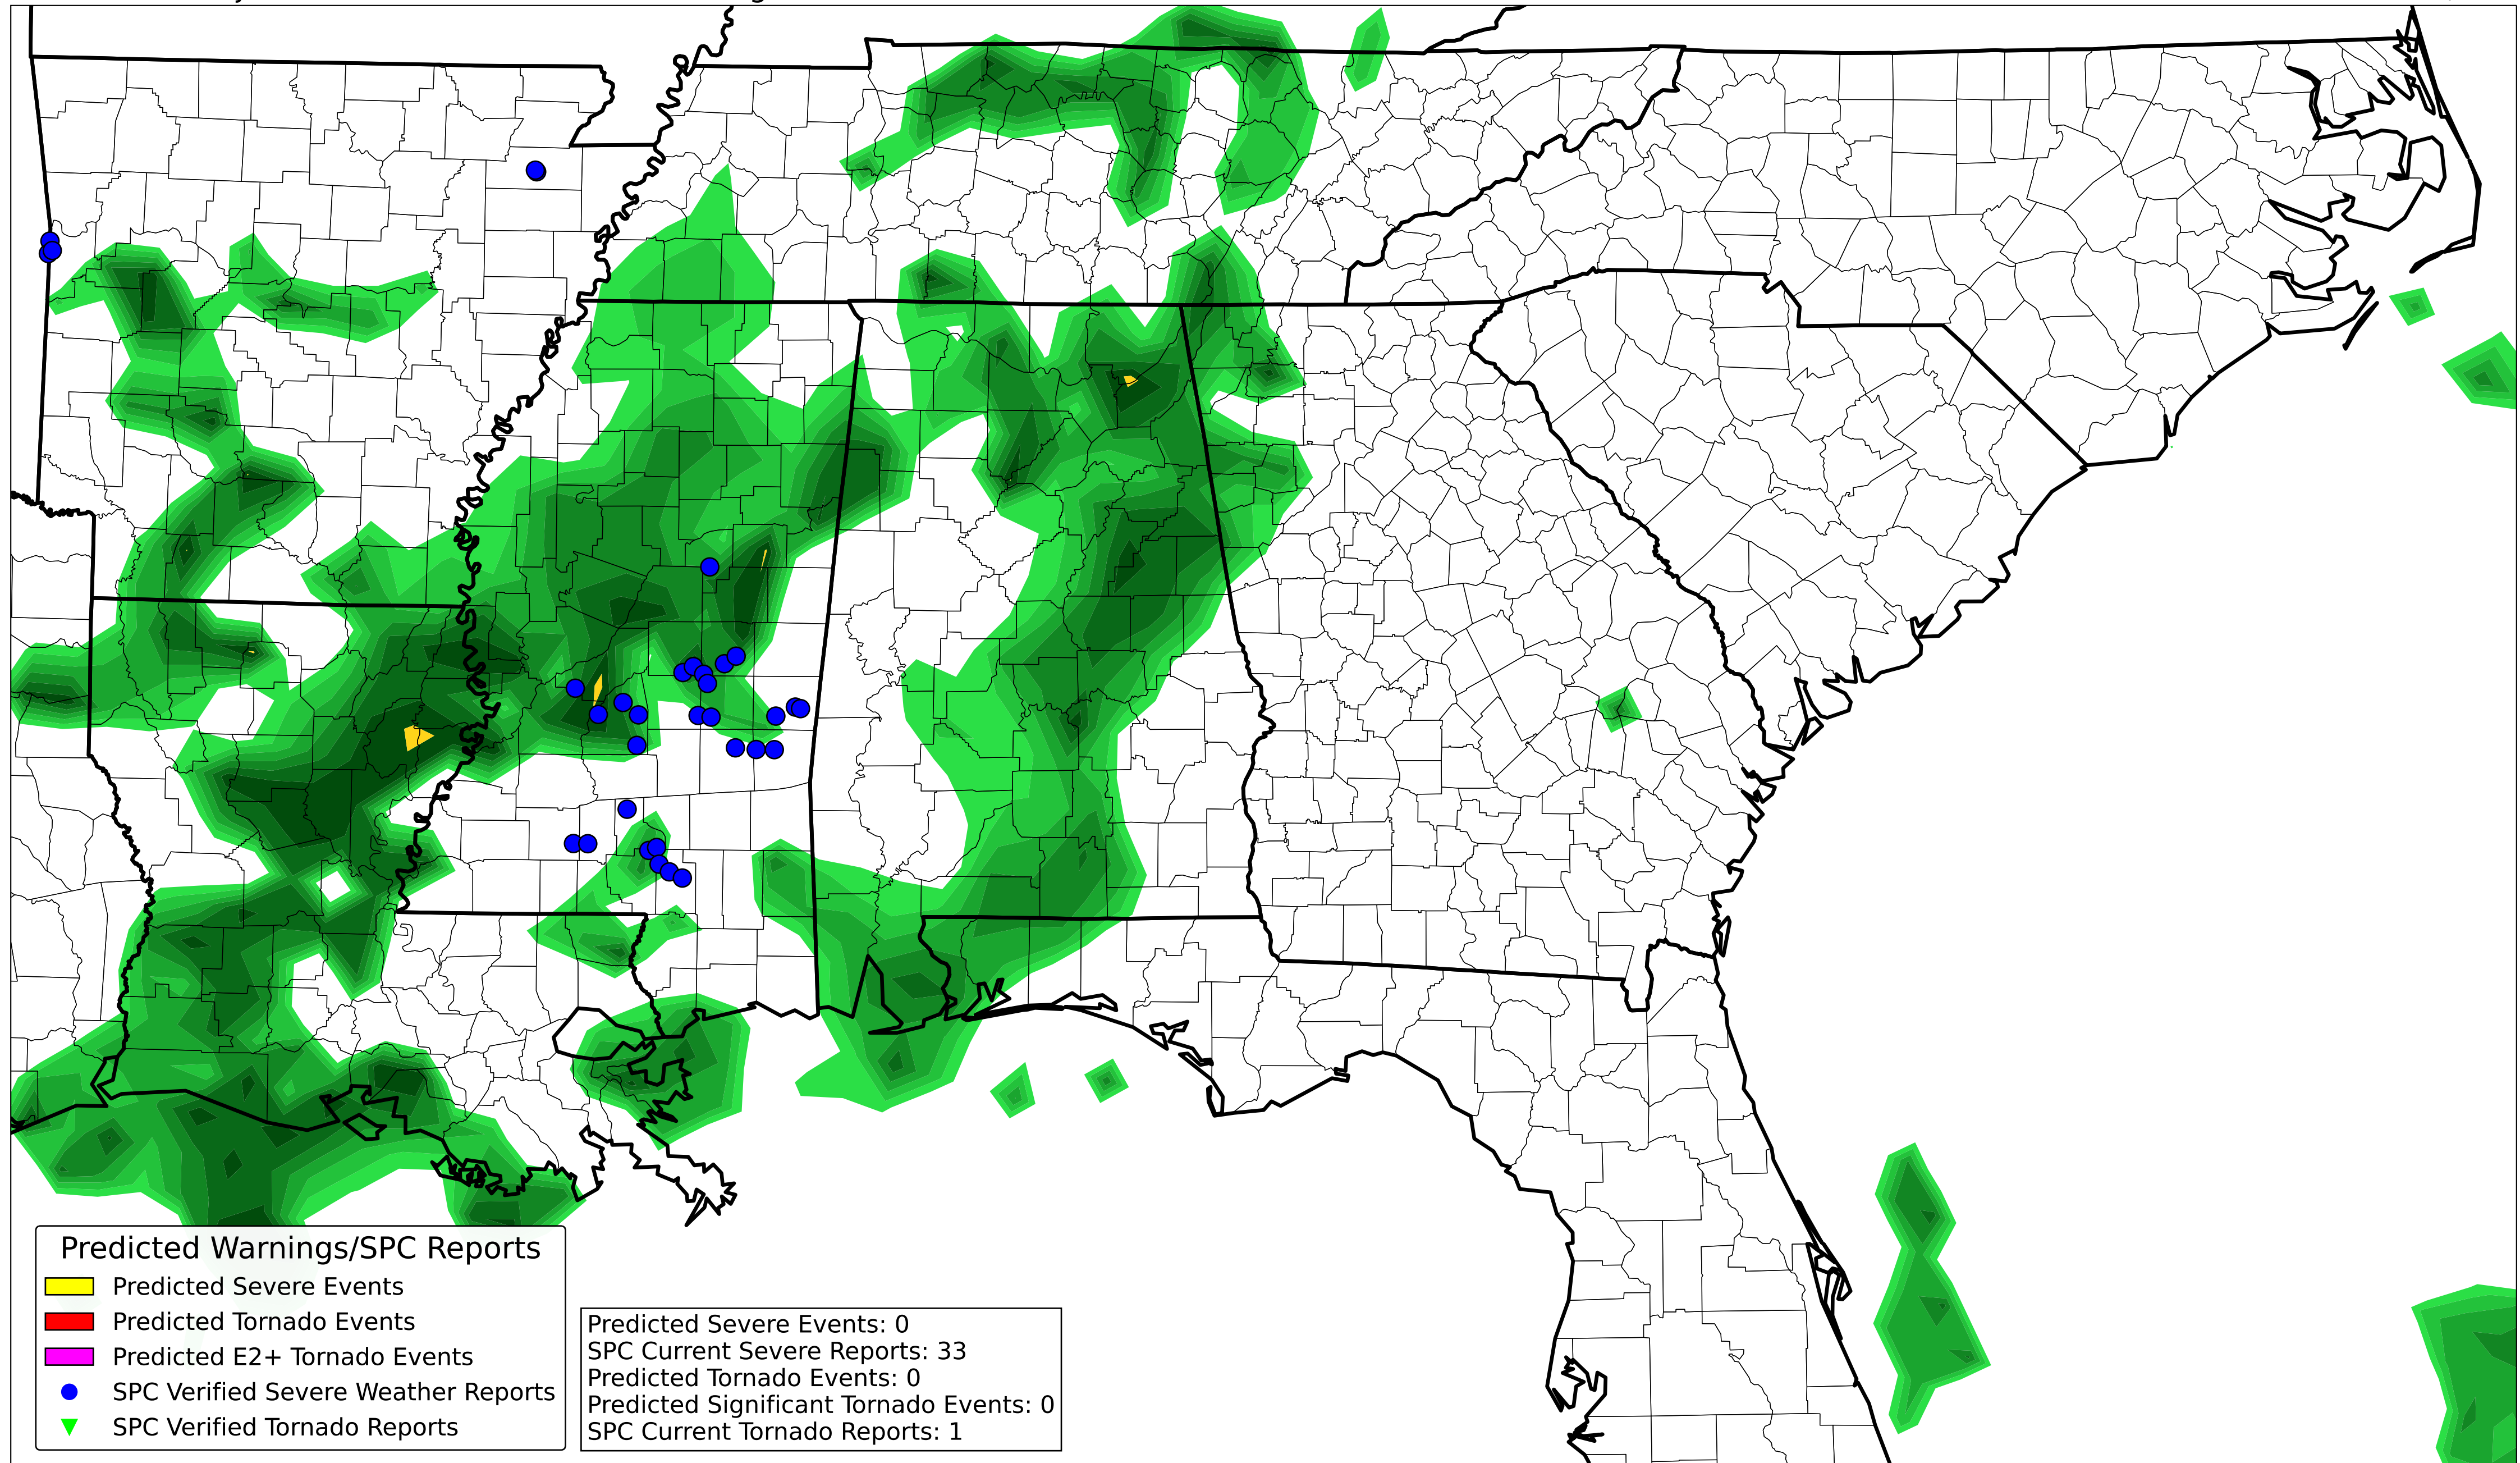 Predicted Warnings/SPC Reports
Predicted Severe Events
Predicted Tornado Events
Predicted E2+ Tornado Events
SPC Verified Severe Weather Reports
SPC Verified Tornado Reports
Predicted Severe Events: 0
SPC Current Severe Reports: 33
Predicted Tornado Events: 0
Predicted Significant Tornado Events: 0
SPC Current Tornado Reports: 1